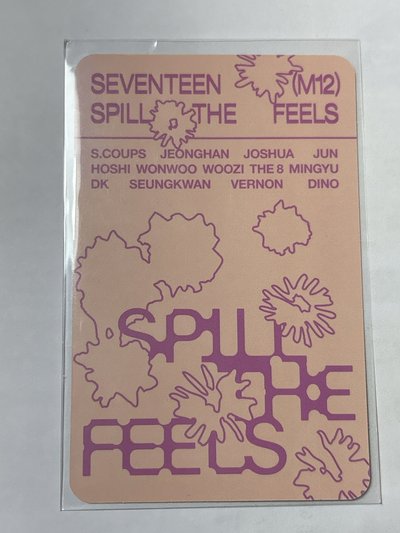 SEVENTEEN (M12)
SPILL THE FEELS
S.COUPS JEONGHAN JOSHUA JUN
HOSHI WONWOO WOOZI THE 8 MINGYU
DK SEUNGKWAN VERNON DINO
SPILL
THE
FEELS